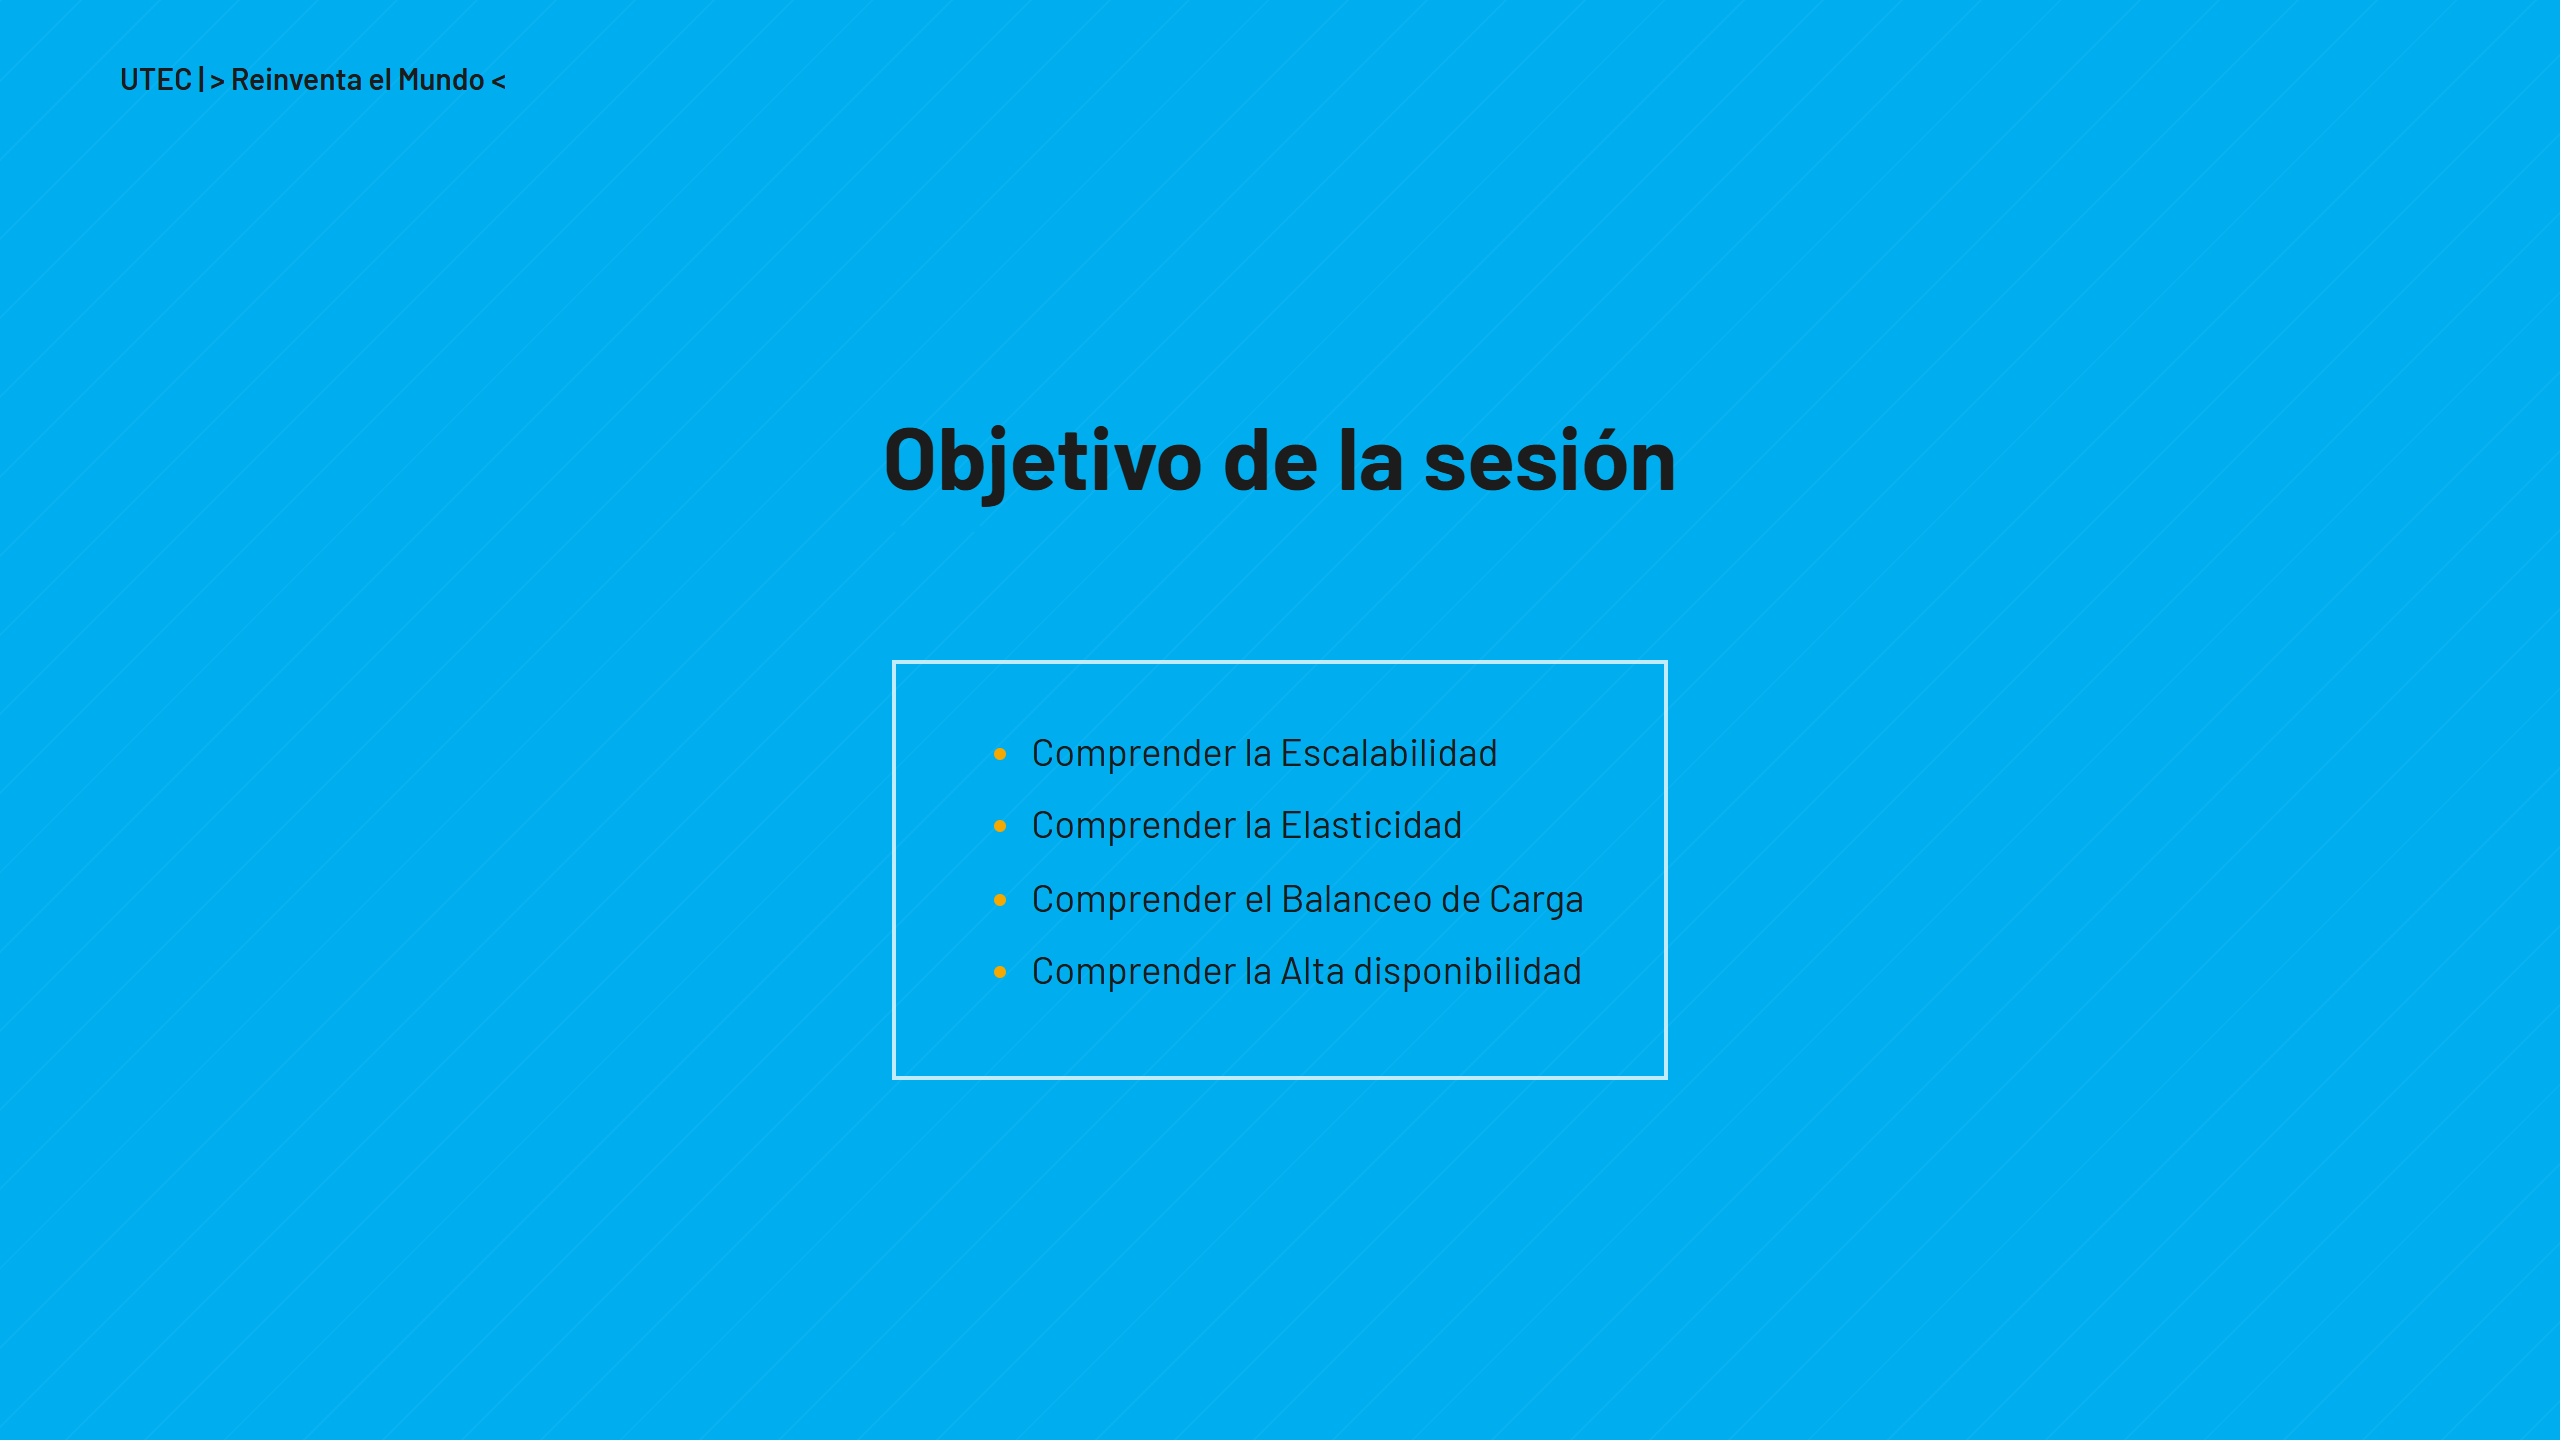 UTEC | > Reinventa el Mundo <
Objetivo de la sesión
• Comprender la Escalabilidad
• Comprender la Elasticidad
• Comprender el Balanceo de Carga
• Comprender la Alta disponibilidad